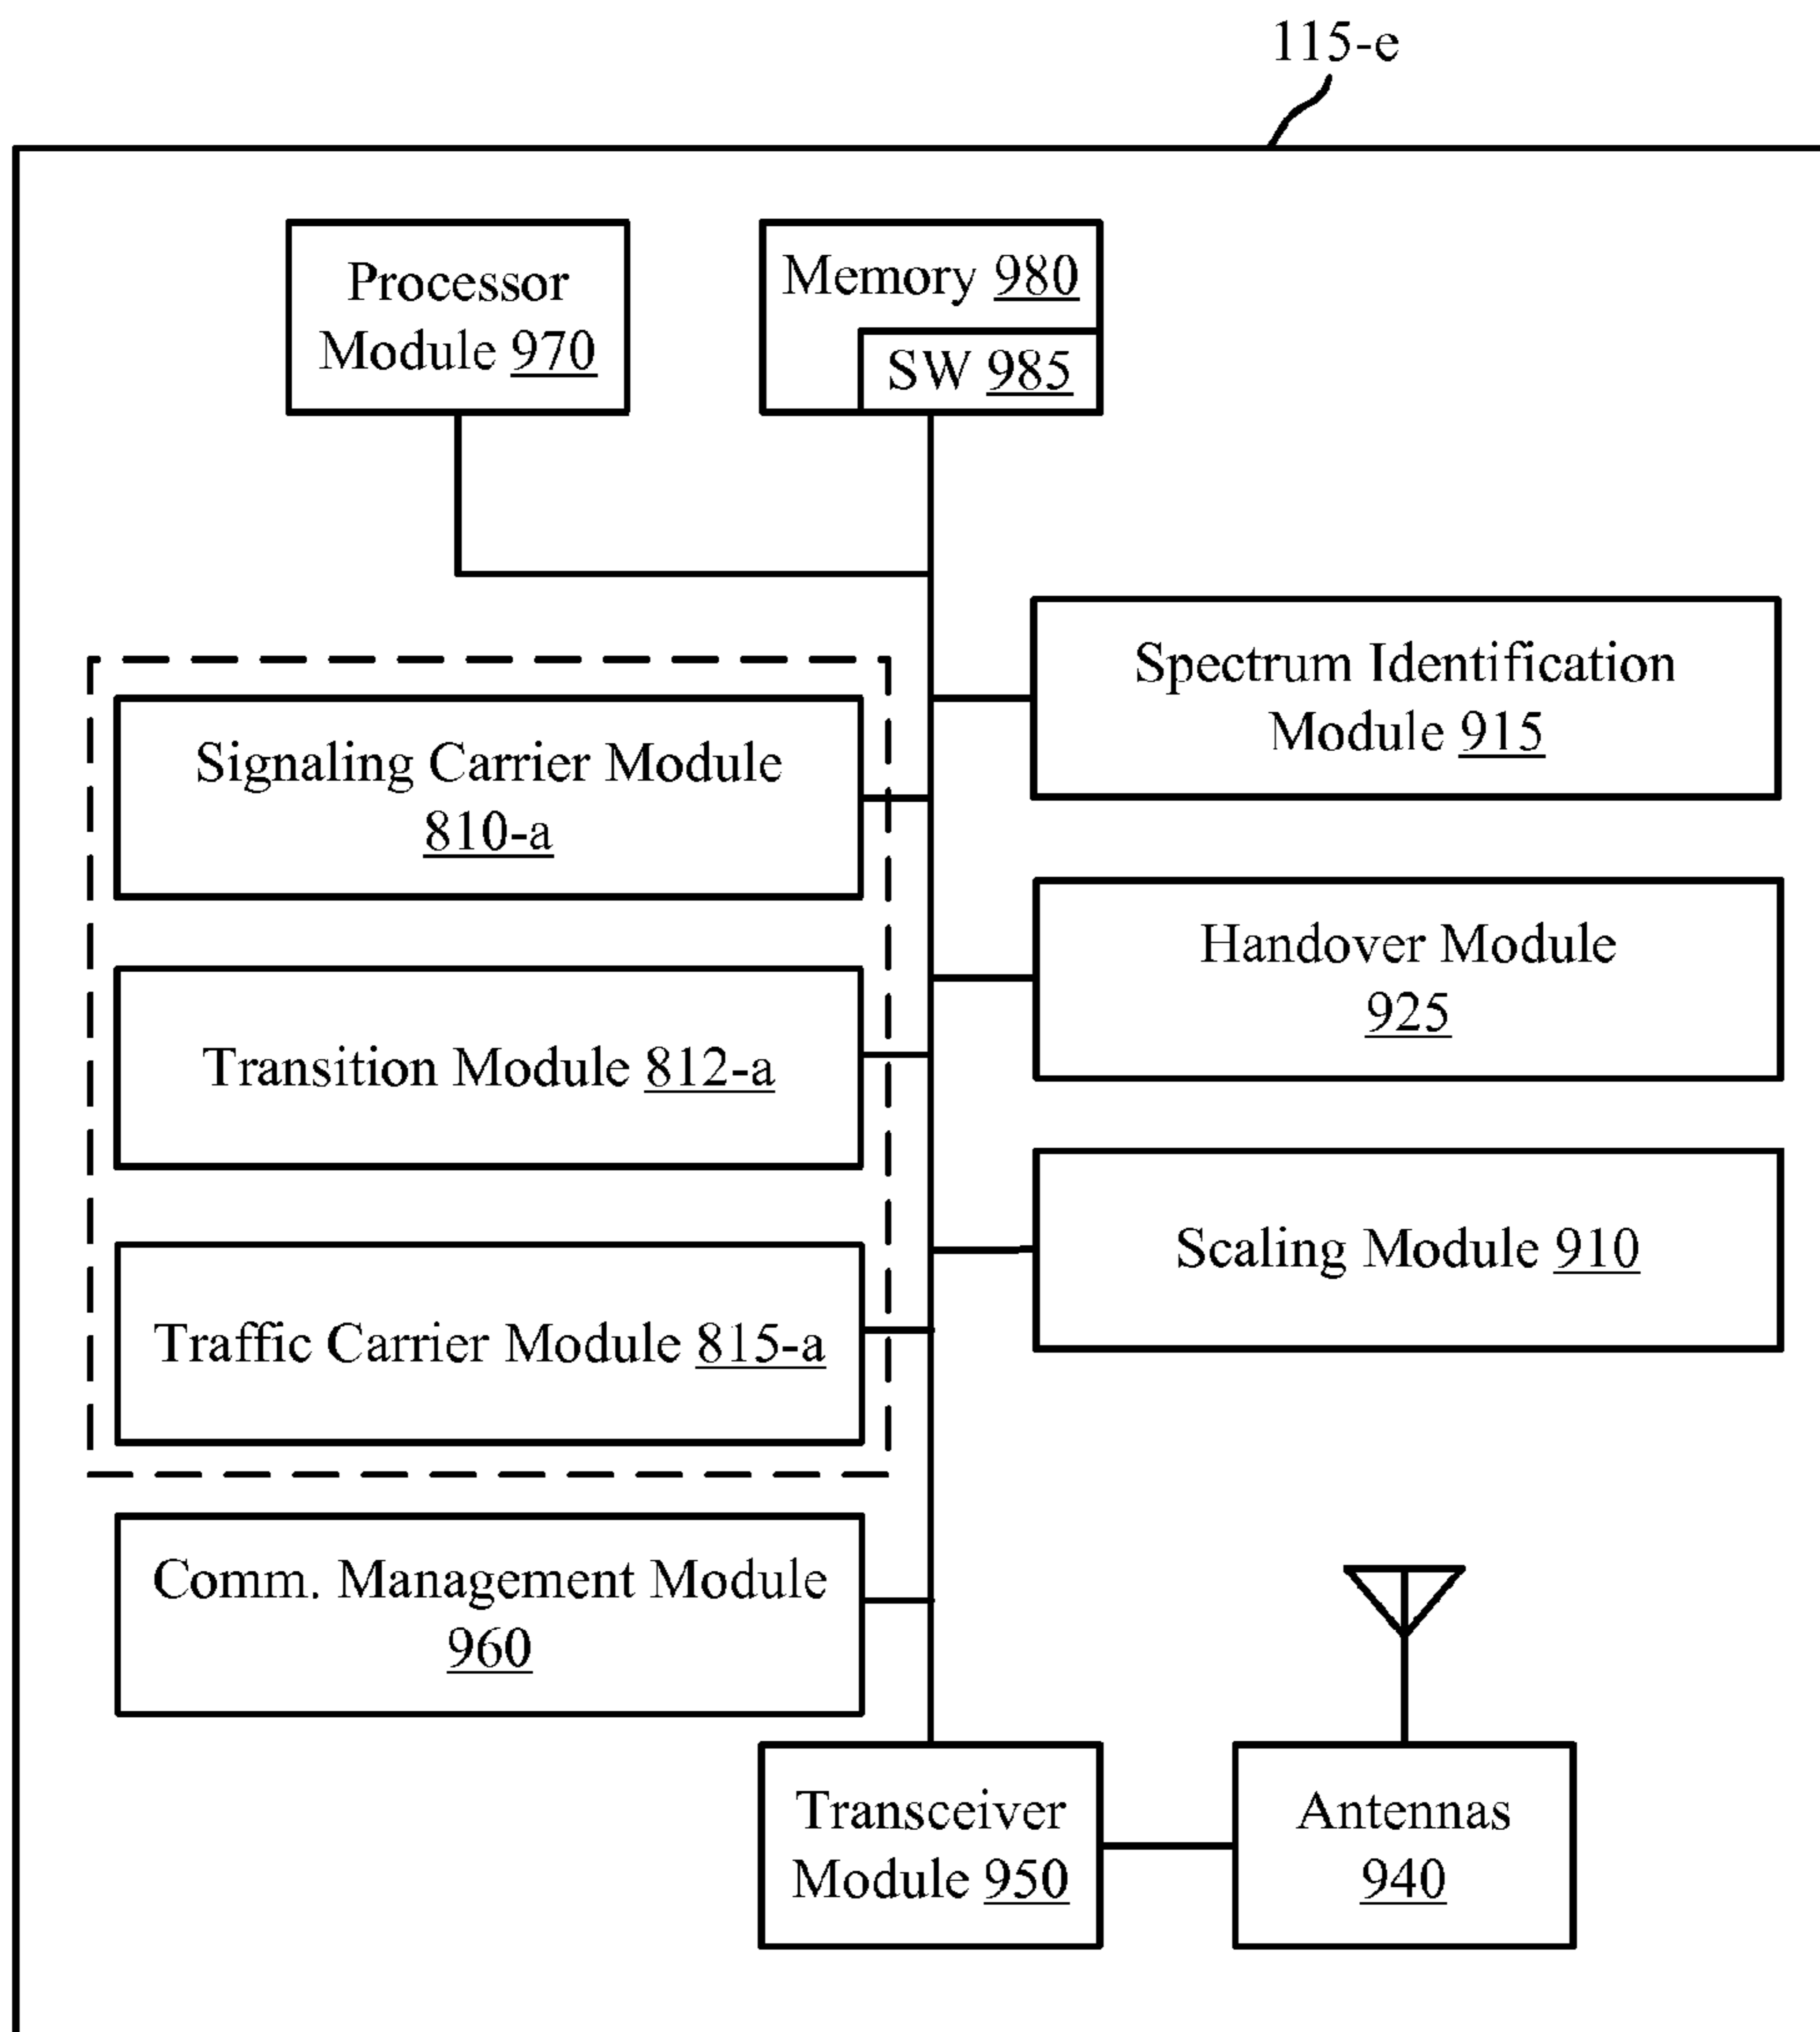 115-e
Processor
Module 970
Memory 980
SW 985
Spectrum Identification
Module 915
Signaling Carrier Module
810-a
Handover Module
925
Transition Module 812-a
Scaling Module 910
Traffic Carrier Module 815-a
Comm. Management Module
960
Transceiver
Module 950
Antennas
940